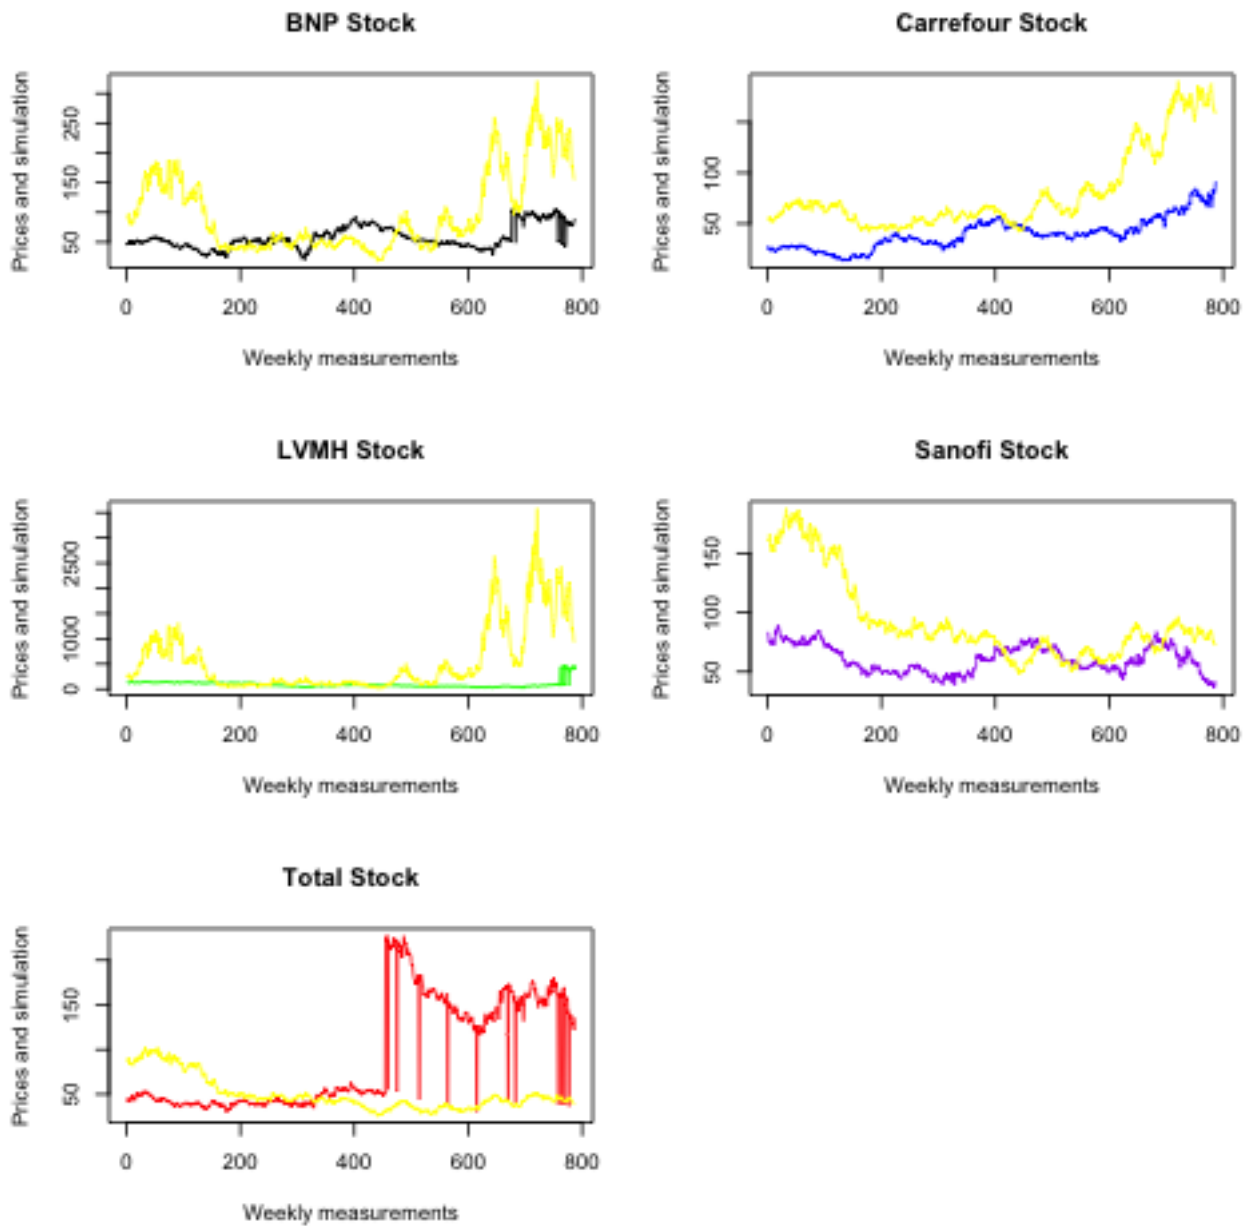 BNP Stock
Prices and simulation
50
150
250
0
200
400
600
800
Weekly measurements
Carrefour Stock
Prices and simulation
50
100
0
200
400
600
800
Weekly measurements
LVMH Stock
Prices and simulation
0
1000
2500
0
200
400
600
800
Weekly measurements
Sanofi Stock
Prices and simulation
50
100
150
0
200
400
600
800
Weekly measurements
Total Stock
Prices and simulation
50
150
0
200
400
600
800
Weekly measurements